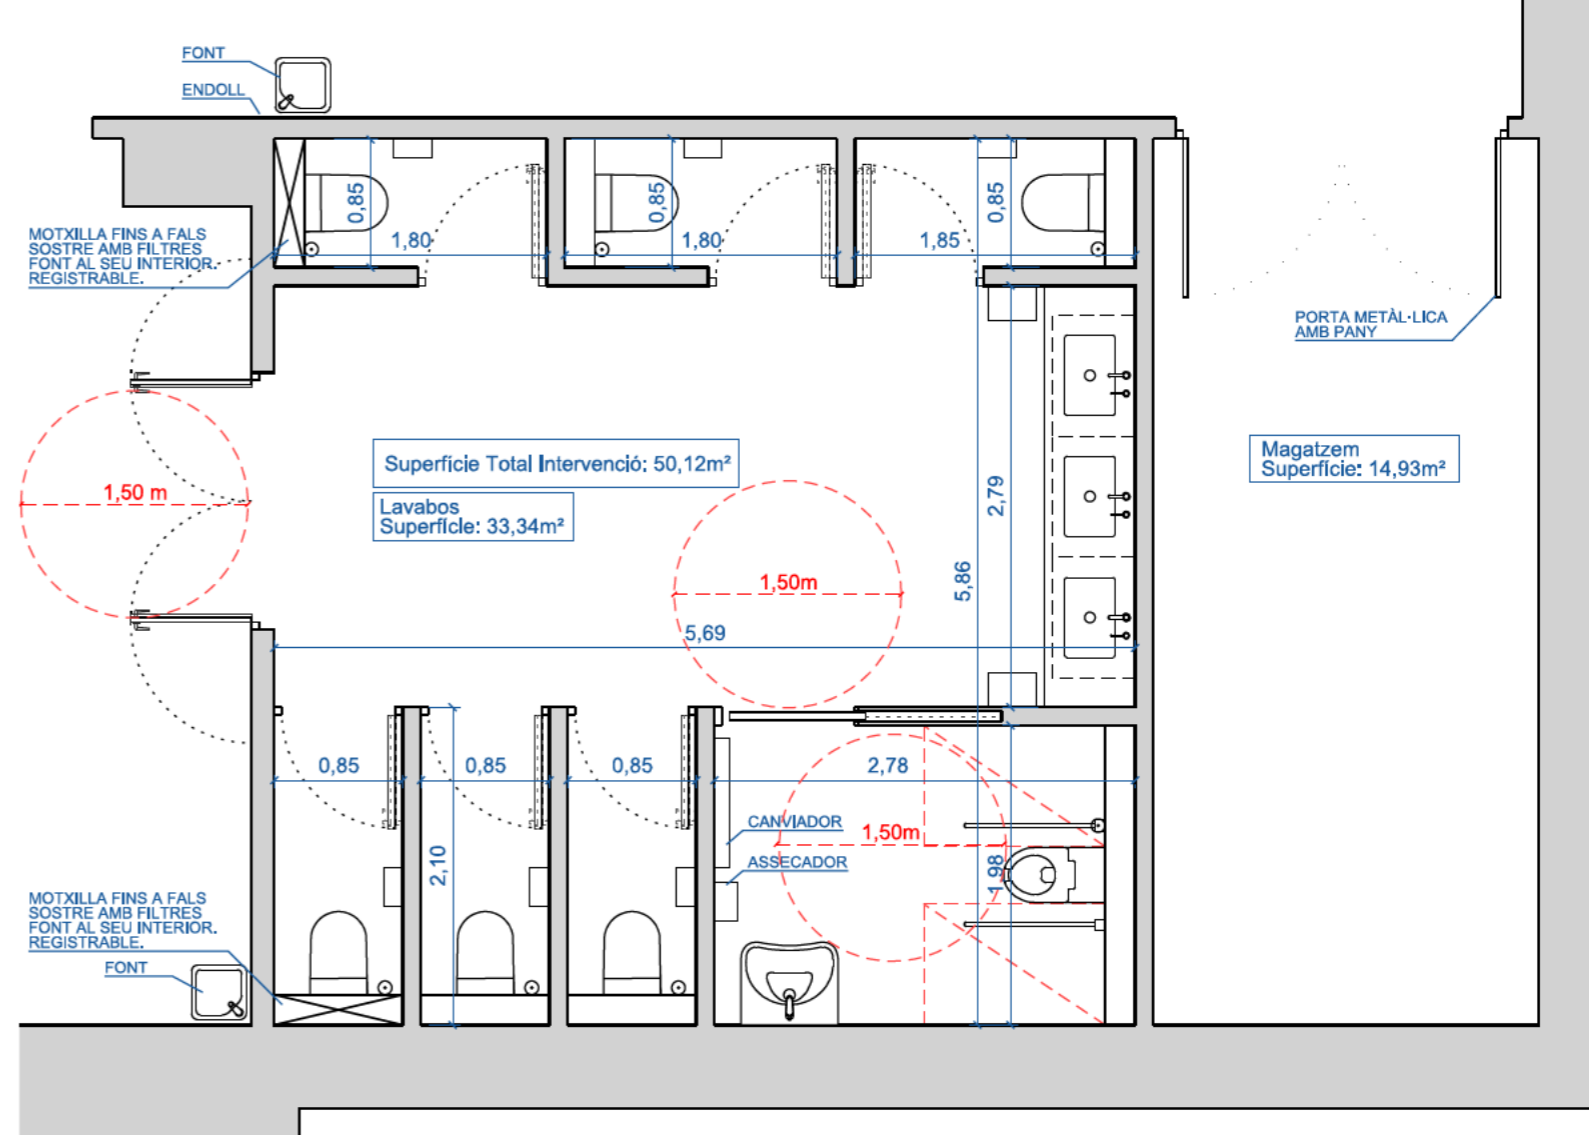 FONT
ENDOLL
0,85
0,85
0,85
1,80
1,80
1,85
MOTXILLA FINS A FALS
SOSTRE AMB FILTRES
FONT AL SEU INTERIOR.
REGISTRABLE.
PORTA METÀL·LICA
AMB PANY
Superfície Total Intervenció: 50,12m²
Lavabos
Superfície: 33,34m²
Magatzem
Superfície: 14,93m²
1,50 m
2,79
1,50m
5,86
5,69
0,85
0,85
0,85
2,78
CANVIADOR
1,50m
ASSECADOR
2,10
1,98
MOTXILLA FINS A FALS
SOSTRE AMB FILTRES
FONT AL SEU INTERIOR.
REGISTRABLE.
FONT